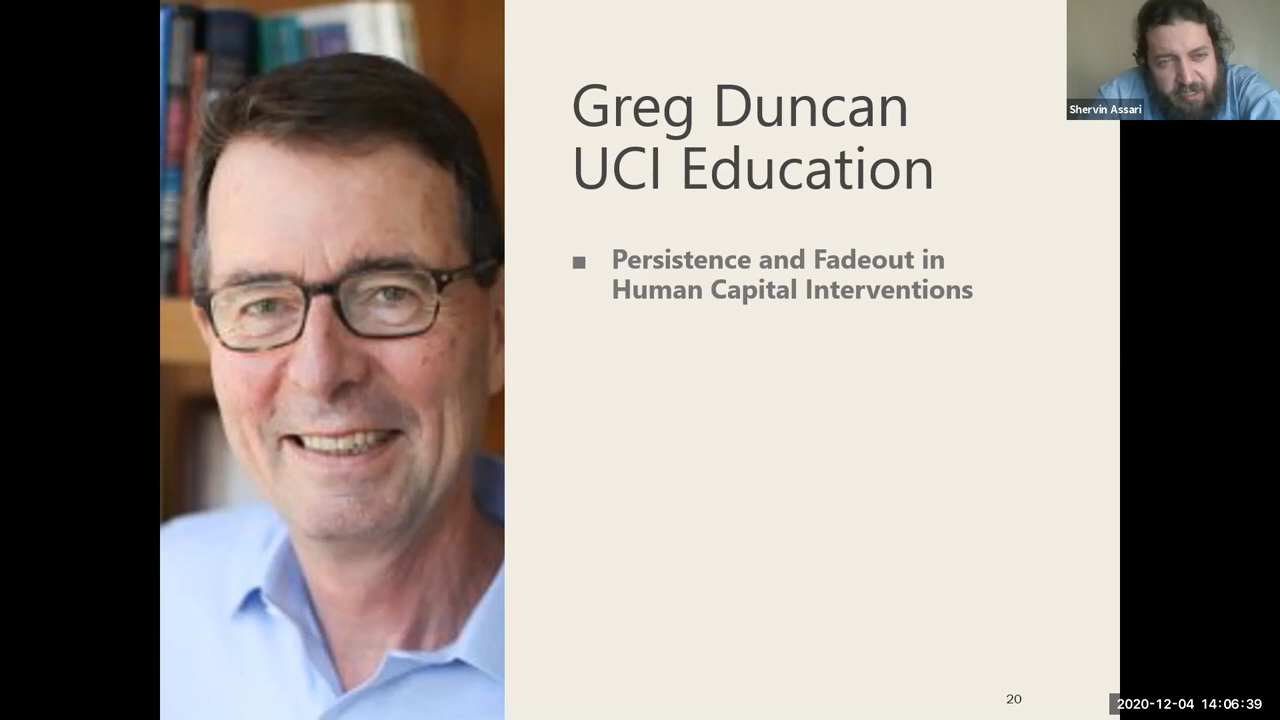 Greg Duncan
UCI Education
■ Persistence and Fadeout in
Human Capital Interventions
Shervin Assari
20
2020-12-04 14:06:39